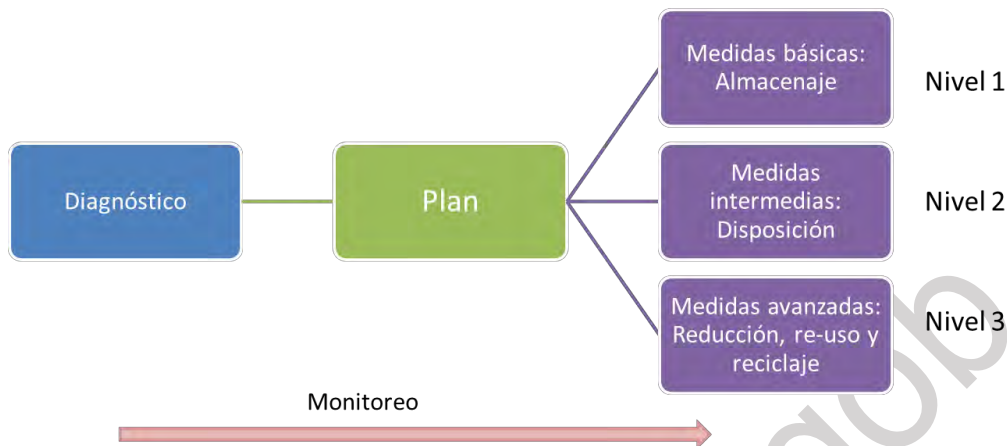 Diagnóstico
Plan
Medidas básicas:
Almacenaje
Nivel 1
Medidas
intermedias:
Disposición
Nivel 2
Medidas avanzadas:
Reducción, re-uso y
reciclaje
Nivel 3
Monitoreo
gob